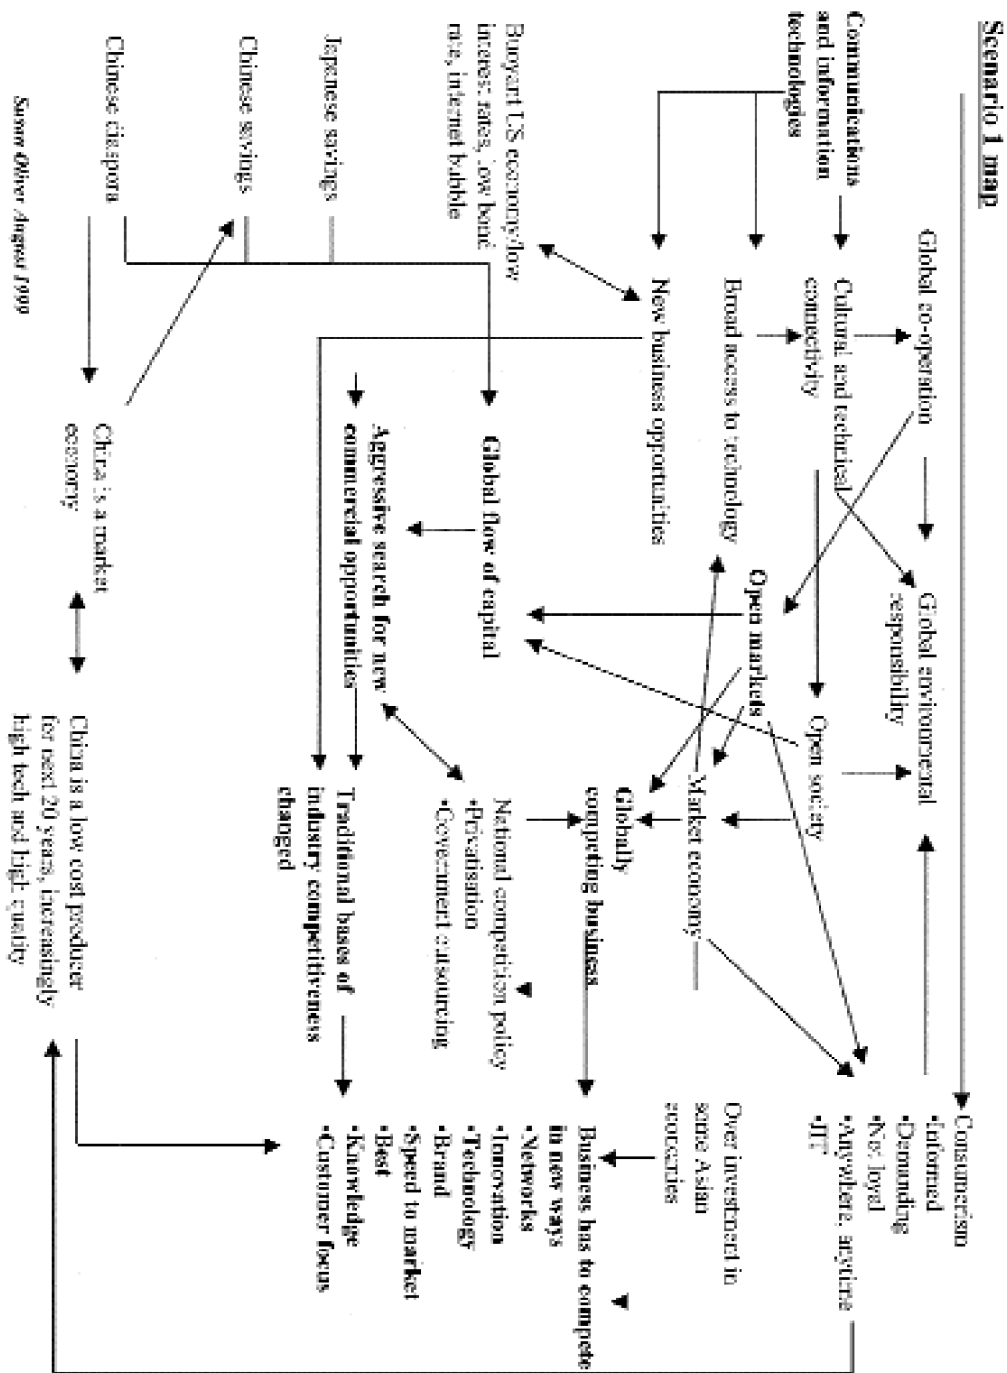 Scenario 1 map
Communications
and information
technologies
Global co-operation
Cultural and technical
connectivity
Broad access to technology
New business opportunities
Buoyant US economy/low
interest rates, low bond
rate, internet bubble
Japanese savings
Chinese savings
Chinese diaspora
Global environmental
responsibility
Open society
Open markets
Market economy
Global flow of capital
Aggressive search for new
commercial opportunities
China is a market
economy
Globally
competing business
National competition policy
•Privatisation
•Government outsourcing
Traditional bases of
industry competitiveness
changed
China is a low cost producer
for next 20 years, increasingly
high tech and high quality
Consumerism
•Informed
•Demanding
•Not loyal
•Anywhere, anytime
•JIT
Over investment in
some Asian
economies
Business has to compete
in new ways
•Networks
•Innovation
•Technology
•Brand
•Speed to market
•Best
•Knowledge
•Customer focus
Susan Oliver August 1999